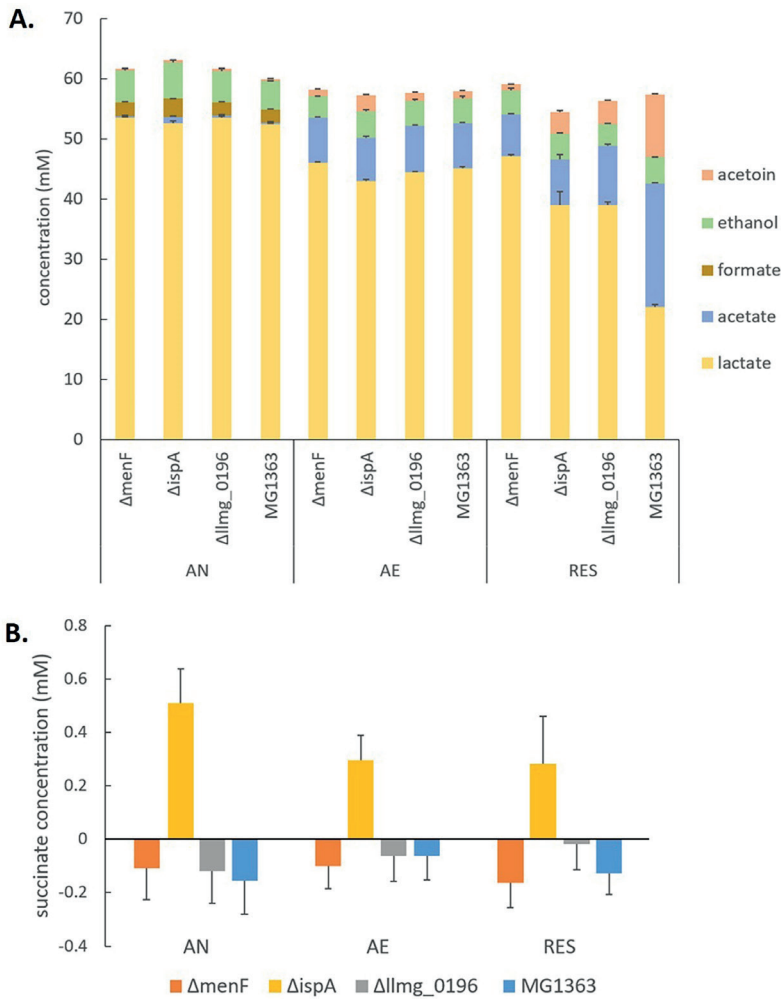 A.
70
60
50
40
30
20
10
0
concentration (mM)
acetoin
ethanol
formate
acetate
lactate
ΔmenF
ΔispA
Δllmg_0196
MG1363
ΔmenF
ΔispA
Δllmg_0196
MG1363
ΔmenF
ΔispA
Δllmg_0196
MG1363
AN AE RES
B.
0.8
0.6
0.4
0.2
0
-0.2
-0.4
succinate concentration (mM)
AN AE RES
ΔmenF ΔispA Δllmg_0196 MG1363